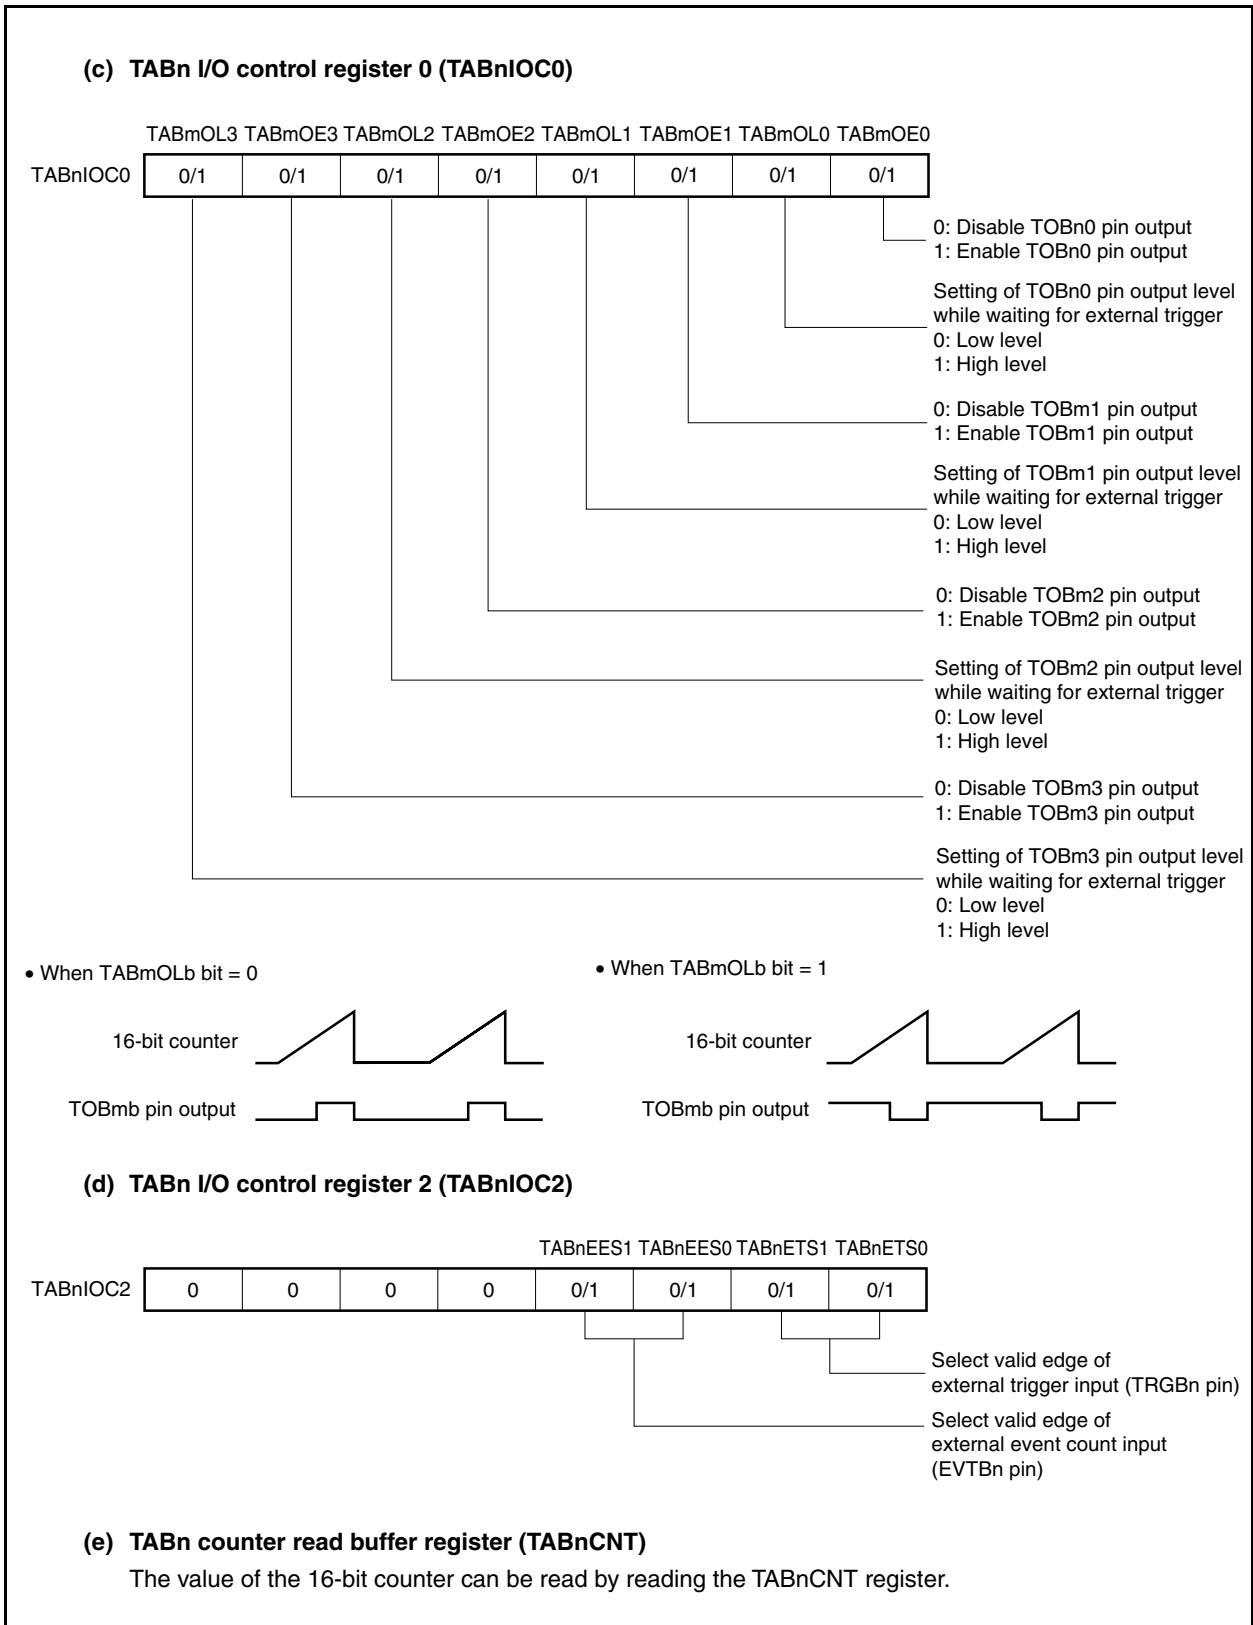 (c) TABn I/O control register 0 (TABnIOC0)
TABmOL3 TABmOE3 TABmOL2 TABmOE2 TABmOL1 TABmOE1 TABmOL0 TABmOE0
TABnIOC0 0/1 0/1 0/1 0/1 0/1 0/1 0/1 0/1
0: Disable TOBn0 pin output
1: Enable TOBn0 pin output
Setting of TOBn0 pin output level
while waiting for external trigger
0: Low level
1: High level
0: Disable TOBm1 pin output
1: Enable TOBm1 pin output
Setting of TOBm1 pin output level
while waiting for external trigger
0: Low level
1: High level
0: Disable TOBm2 pin output
1: Enable TOBm2 pin output
Setting of TOBm2 pin output level
while waiting for external trigger
0: Low level
1: High level
0: Disable TOBm3 pin output
1: Enable TOBm3 pin output
Setting of TOBm3 pin output level
while waiting for external trigger
0: Low level
1: High level
• When TABmOLb bit = 0
16-bit counter
TOBmb pin output
• When TABmOLb bit = 1
16-bit counter
TOBmb pin output
(d) TABn I/O control register 2 (TABnIOC2)
TABnEES1 TABnEES0 TABnETS1 TABnETS0
TABnIOC2 0 0 0 0 0/1 0/1 0/1 0/1
Select valid edge of
external trigger input (TRGBn pin)
Select valid edge of
external event count input
(EVTBn pin)
(e) TABn counter read buffer register (TABnCNT)
The value of the 16-bit counter can be read by reading the TABnCNT register.